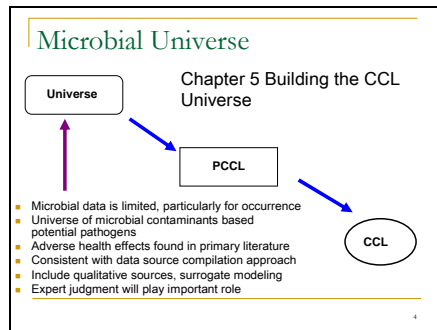 Microbial Universe
Chapter 5 Building the CCL
Universe
Universe
PCCL
CCL
Microbial data is limited, particularly for occurrence
Universe of microbial contaminants based
potential pathogens
Adverse health effects found in primary literature
Consistent with data source compilation approach
Include qualitative sources, surrogate modeling
Expert judgment will play important role
4